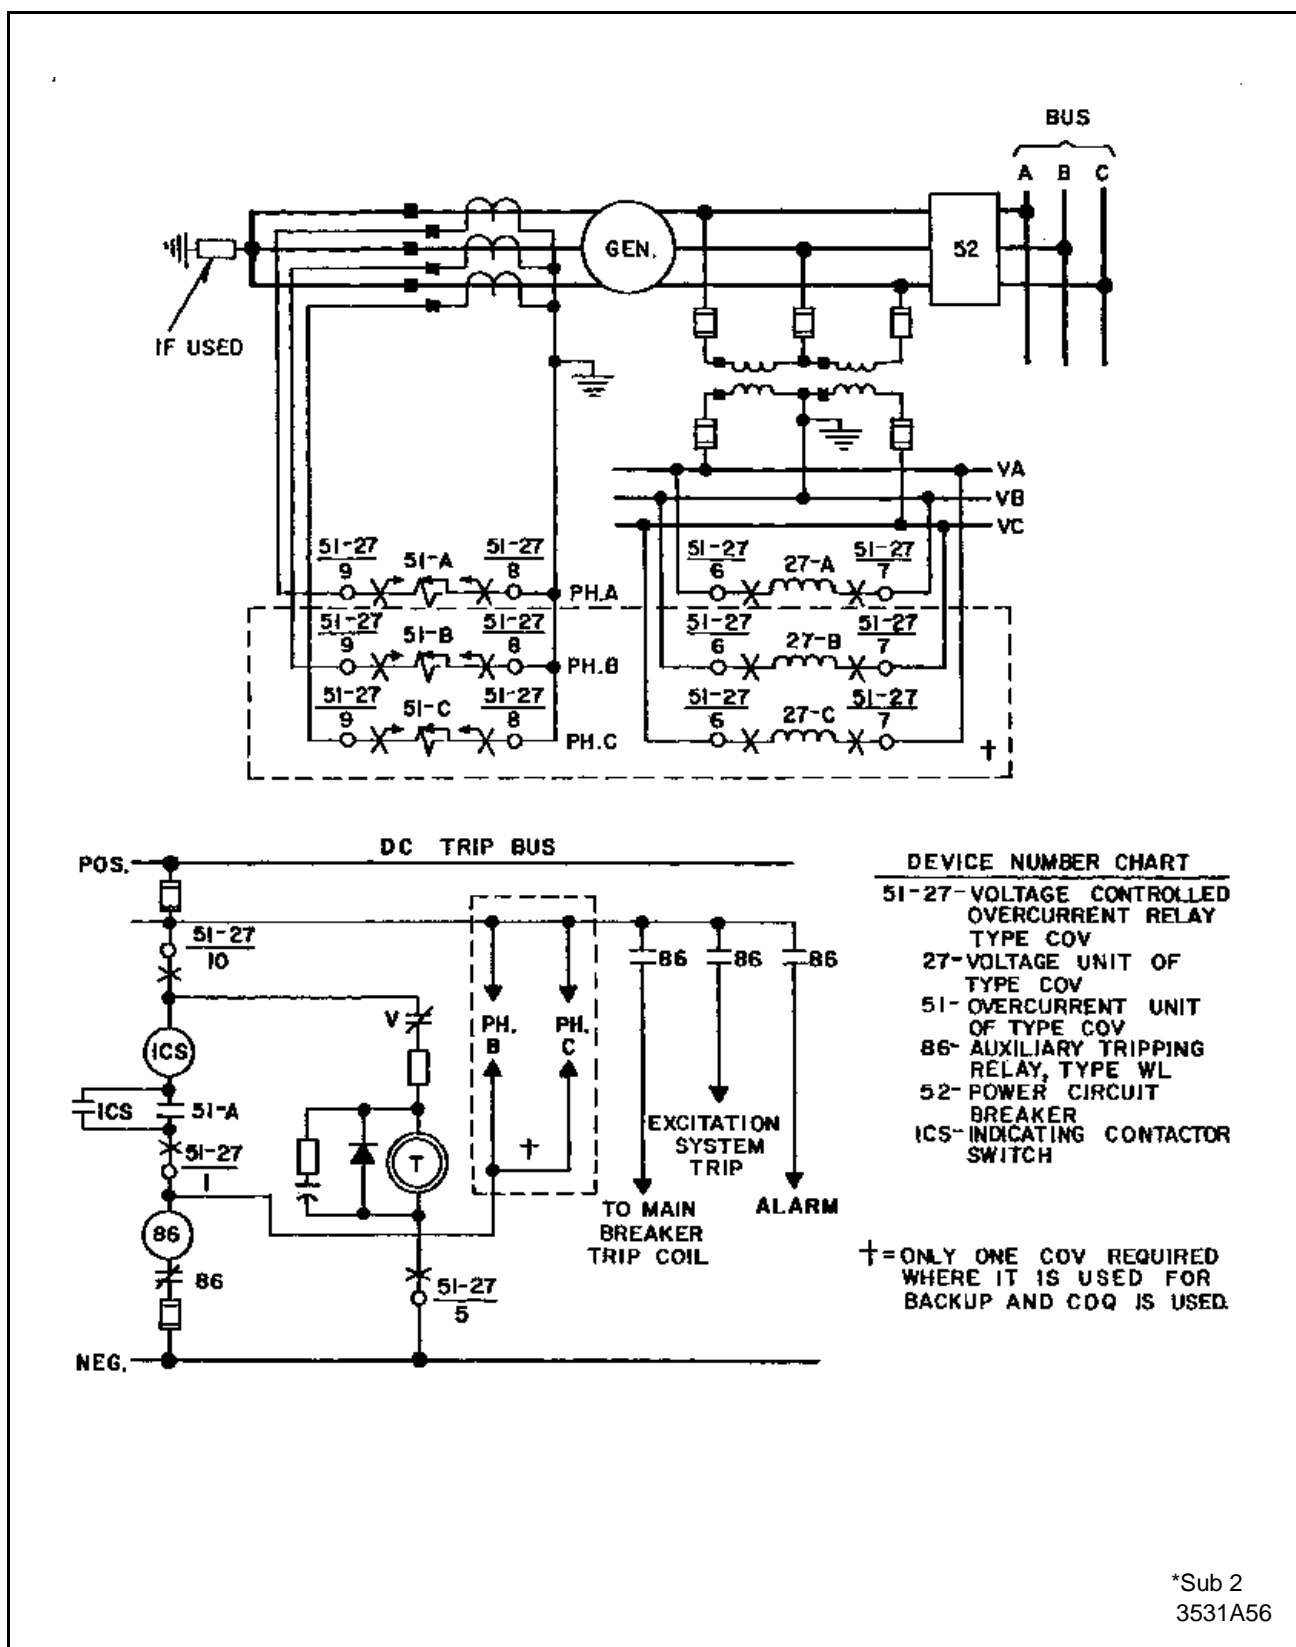 BUS
A B C
GEN.
52
IF USED
VA
VB
VC
51-27
9
51-A
51-27
8
PH.A
51-27
6
27-A
51-27
7
51-27
9
51-B
51-27
8
PH.B
51-27
6
27-B
51-27
7
51-27
9
51-C
51-27
8
PH.C
51-27
6
27-C
51-27
7
†
DC TRIP BUS
POS.
51-27
10
V
ICS
ICS
51-A
51-27
1
86
86
NEG.
T
51-27
5
PH.
B
PH.
C
†
86
86
86
EXCITATION
SYSTEM
TRIP
TO MAIN
BREAKER
TRIP COIL
ALARM
DEVICE NUMBER CHART
51-27-VOLTAGE CONTROLLED
OVERCURRENT RELAY
TYPE COV
27-VOLTAGE UNIT OF
TYPE COV
51-OVERCURRENT UNIT
OF TYPE COV
86-AUXILIARY TRIPPING
RELAY, TYPE WL
52-POWER CIRCUIT
BREAKER
ICS-INDICATING CONTACTOR
SWITCH
†=ONLY ONE COV REQUIRED
WHERE IT IS USED FOR
BACKUP AND CDQ IS USED.
*Sub 2
3531A56